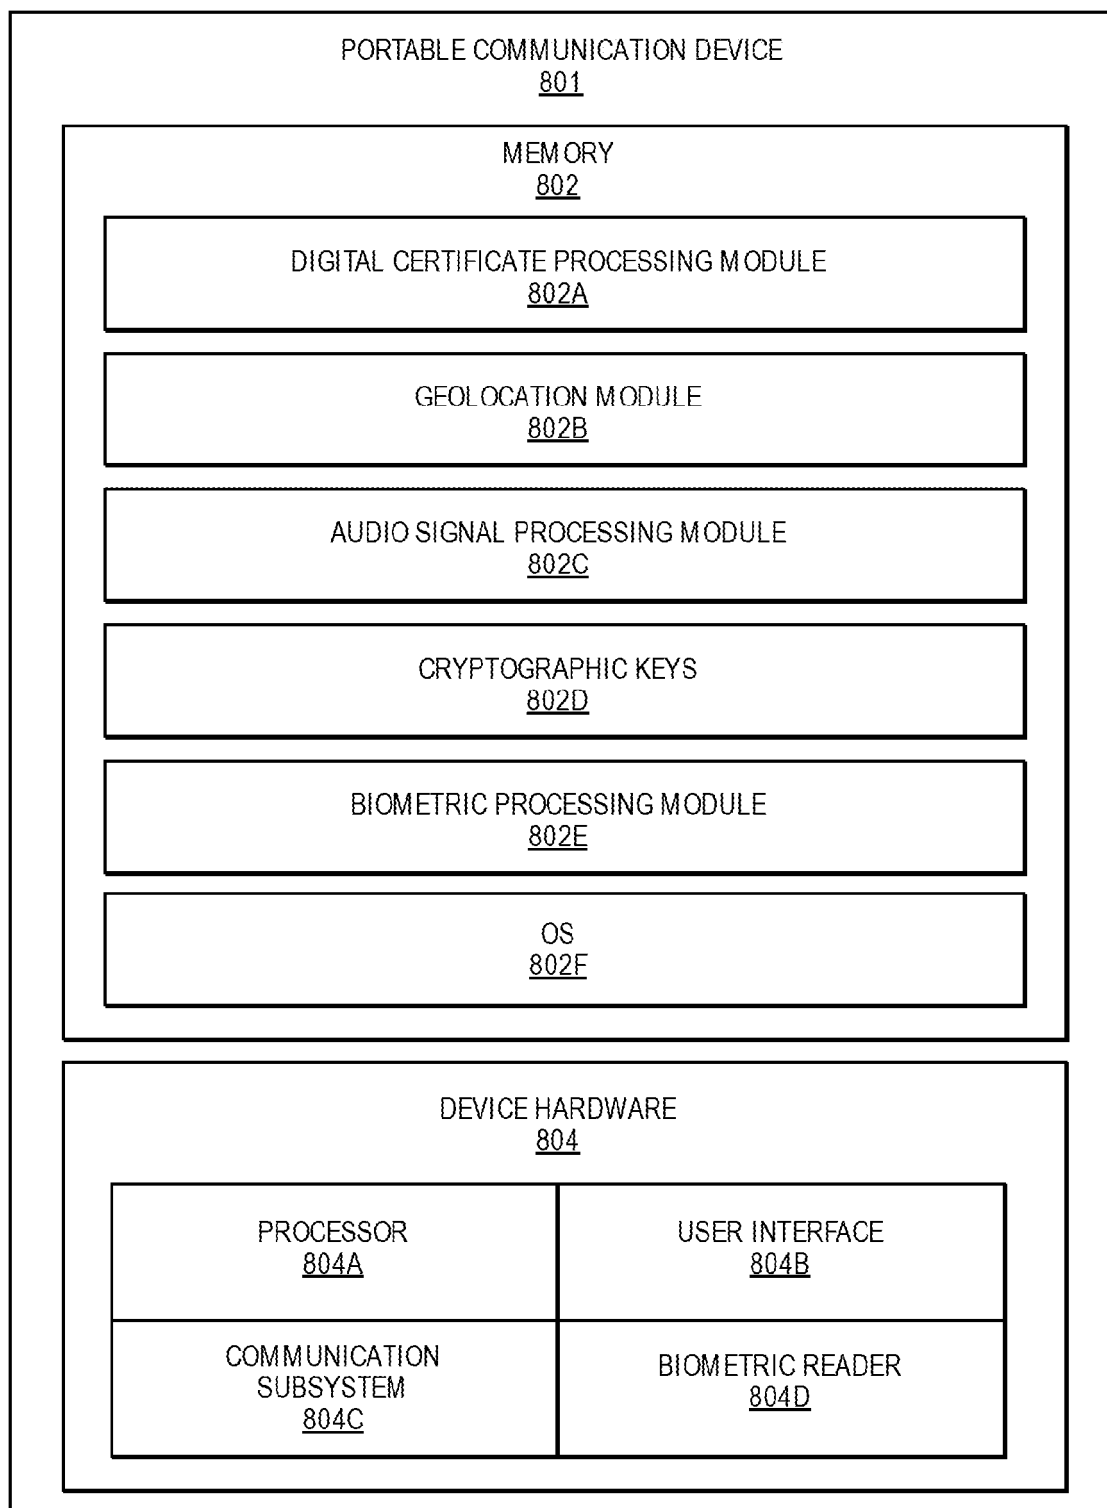 PORTABLE COMMUNICATION DEVICE
801
MEMORY
802
DIGITAL CERTIFICATE PROCESSING MODULE
802A
GEOLOCATION MODULE
802B
AUDIO SIGNAL PROCESSING MODULE
802C
CRYPTOGRAPHIC KEYS
802D
BIOMETRIC PROCESSING MODULE
802E
OS
802F
DEVICE HARDWARE
804
PROCESSOR
804A
USER INTERFACE
804B
COMMUNICATION
SUBSYSTEM
804C
BIOMETRIC READER
804D